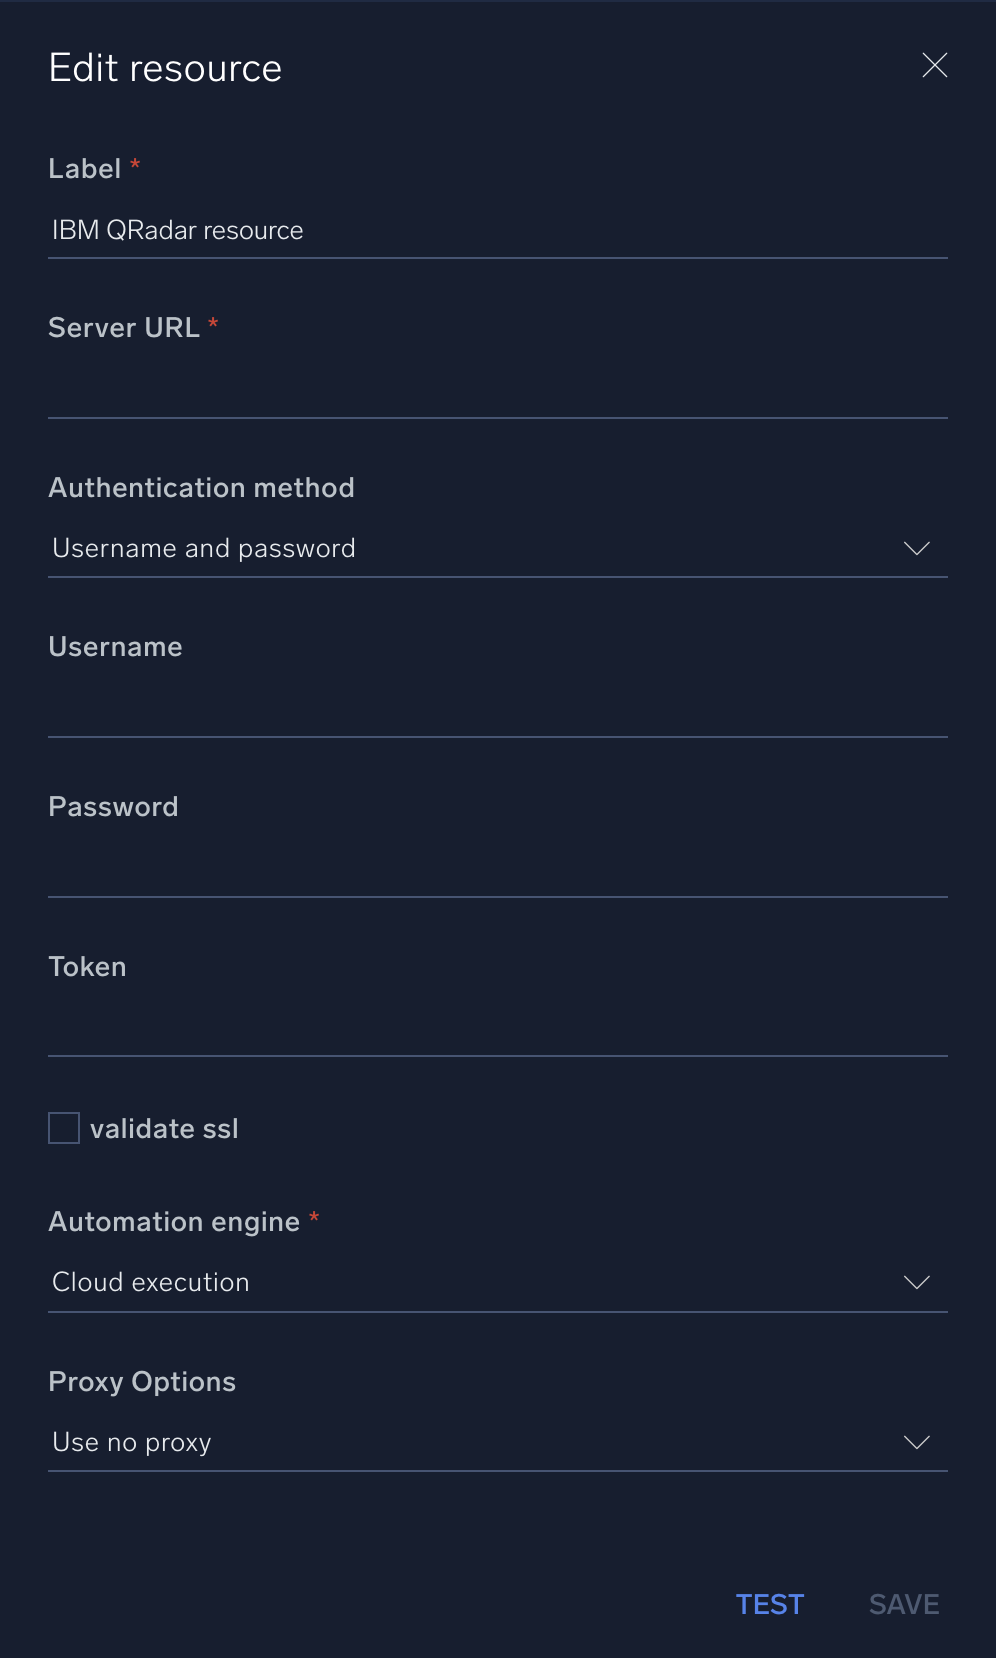 Edit resource
Label *
IBM QRadar resource
Server URL *
Authentication method
Username and password
Username
Password
Token
validate ssl
Automation engine *
Cloud execution
Proxy Options
Use no proxy
TEST SAVE